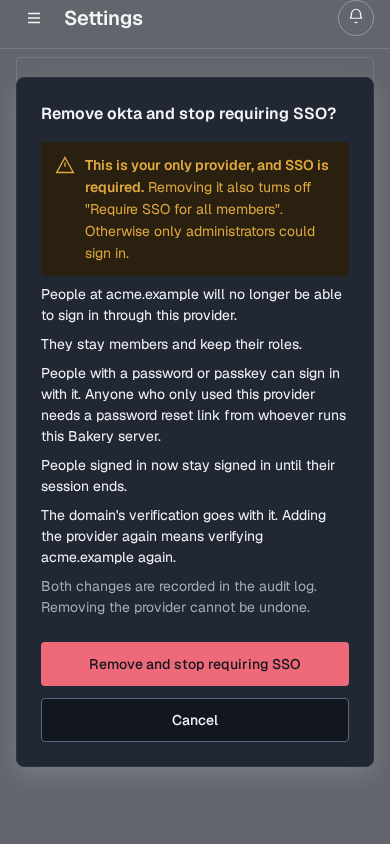 Settings
Remove okta and stop requiring SSO?
This is your only provider, and SSO is
required. Removing it also turns off
"Require SSO for all members".
Otherwise only administrators could
sign in.
People at acme.example will no longer be able
to sign in through this provider.
They stay members and keep their roles.
People with a password or passkey can sign in
with it. Anyone who only used this provider
needs a password reset link from whoever runs
this Bakery server.
People signed in now stay signed in until their
session ends.
The domain's verification goes with it. Adding
the provider again means verifying
acme.example again.
Both changes are recorded in the audit log.
Removing the provider cannot be undone.
Remove and stop requiring SSO
Cancel